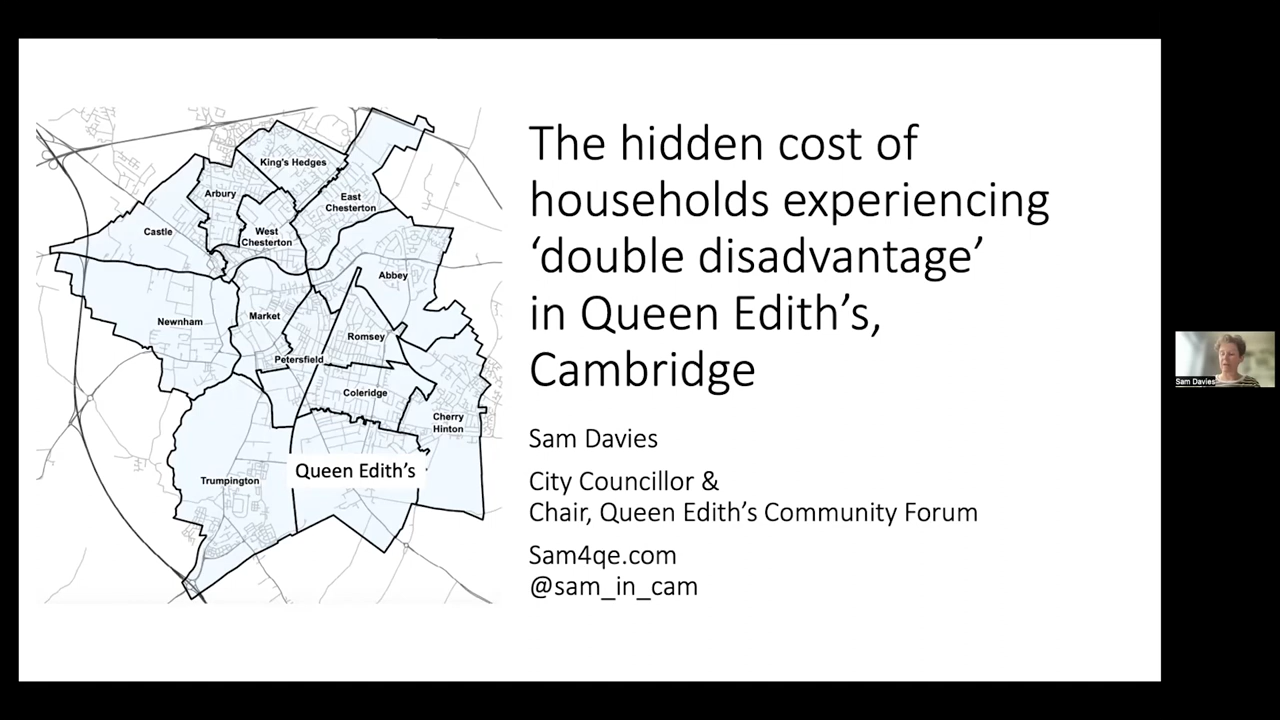 The hidden cost of
households experiencing
‘double disadvantage’
in Queen Edith’s,
Cambridge
Sam Davies
City Councillor &
Chair, Queen Edith’s Community Forum
Sam4qe.com
@sam_in_cam
King's Hedges
Arbury
East
Chesterton
Castle
West
Chesterton
Abbey
Newnham
Market
Romsey
Petersfield
Coleridge
Cherry
Hinton
Queen Edith’s
Trumpington
Sam Davies